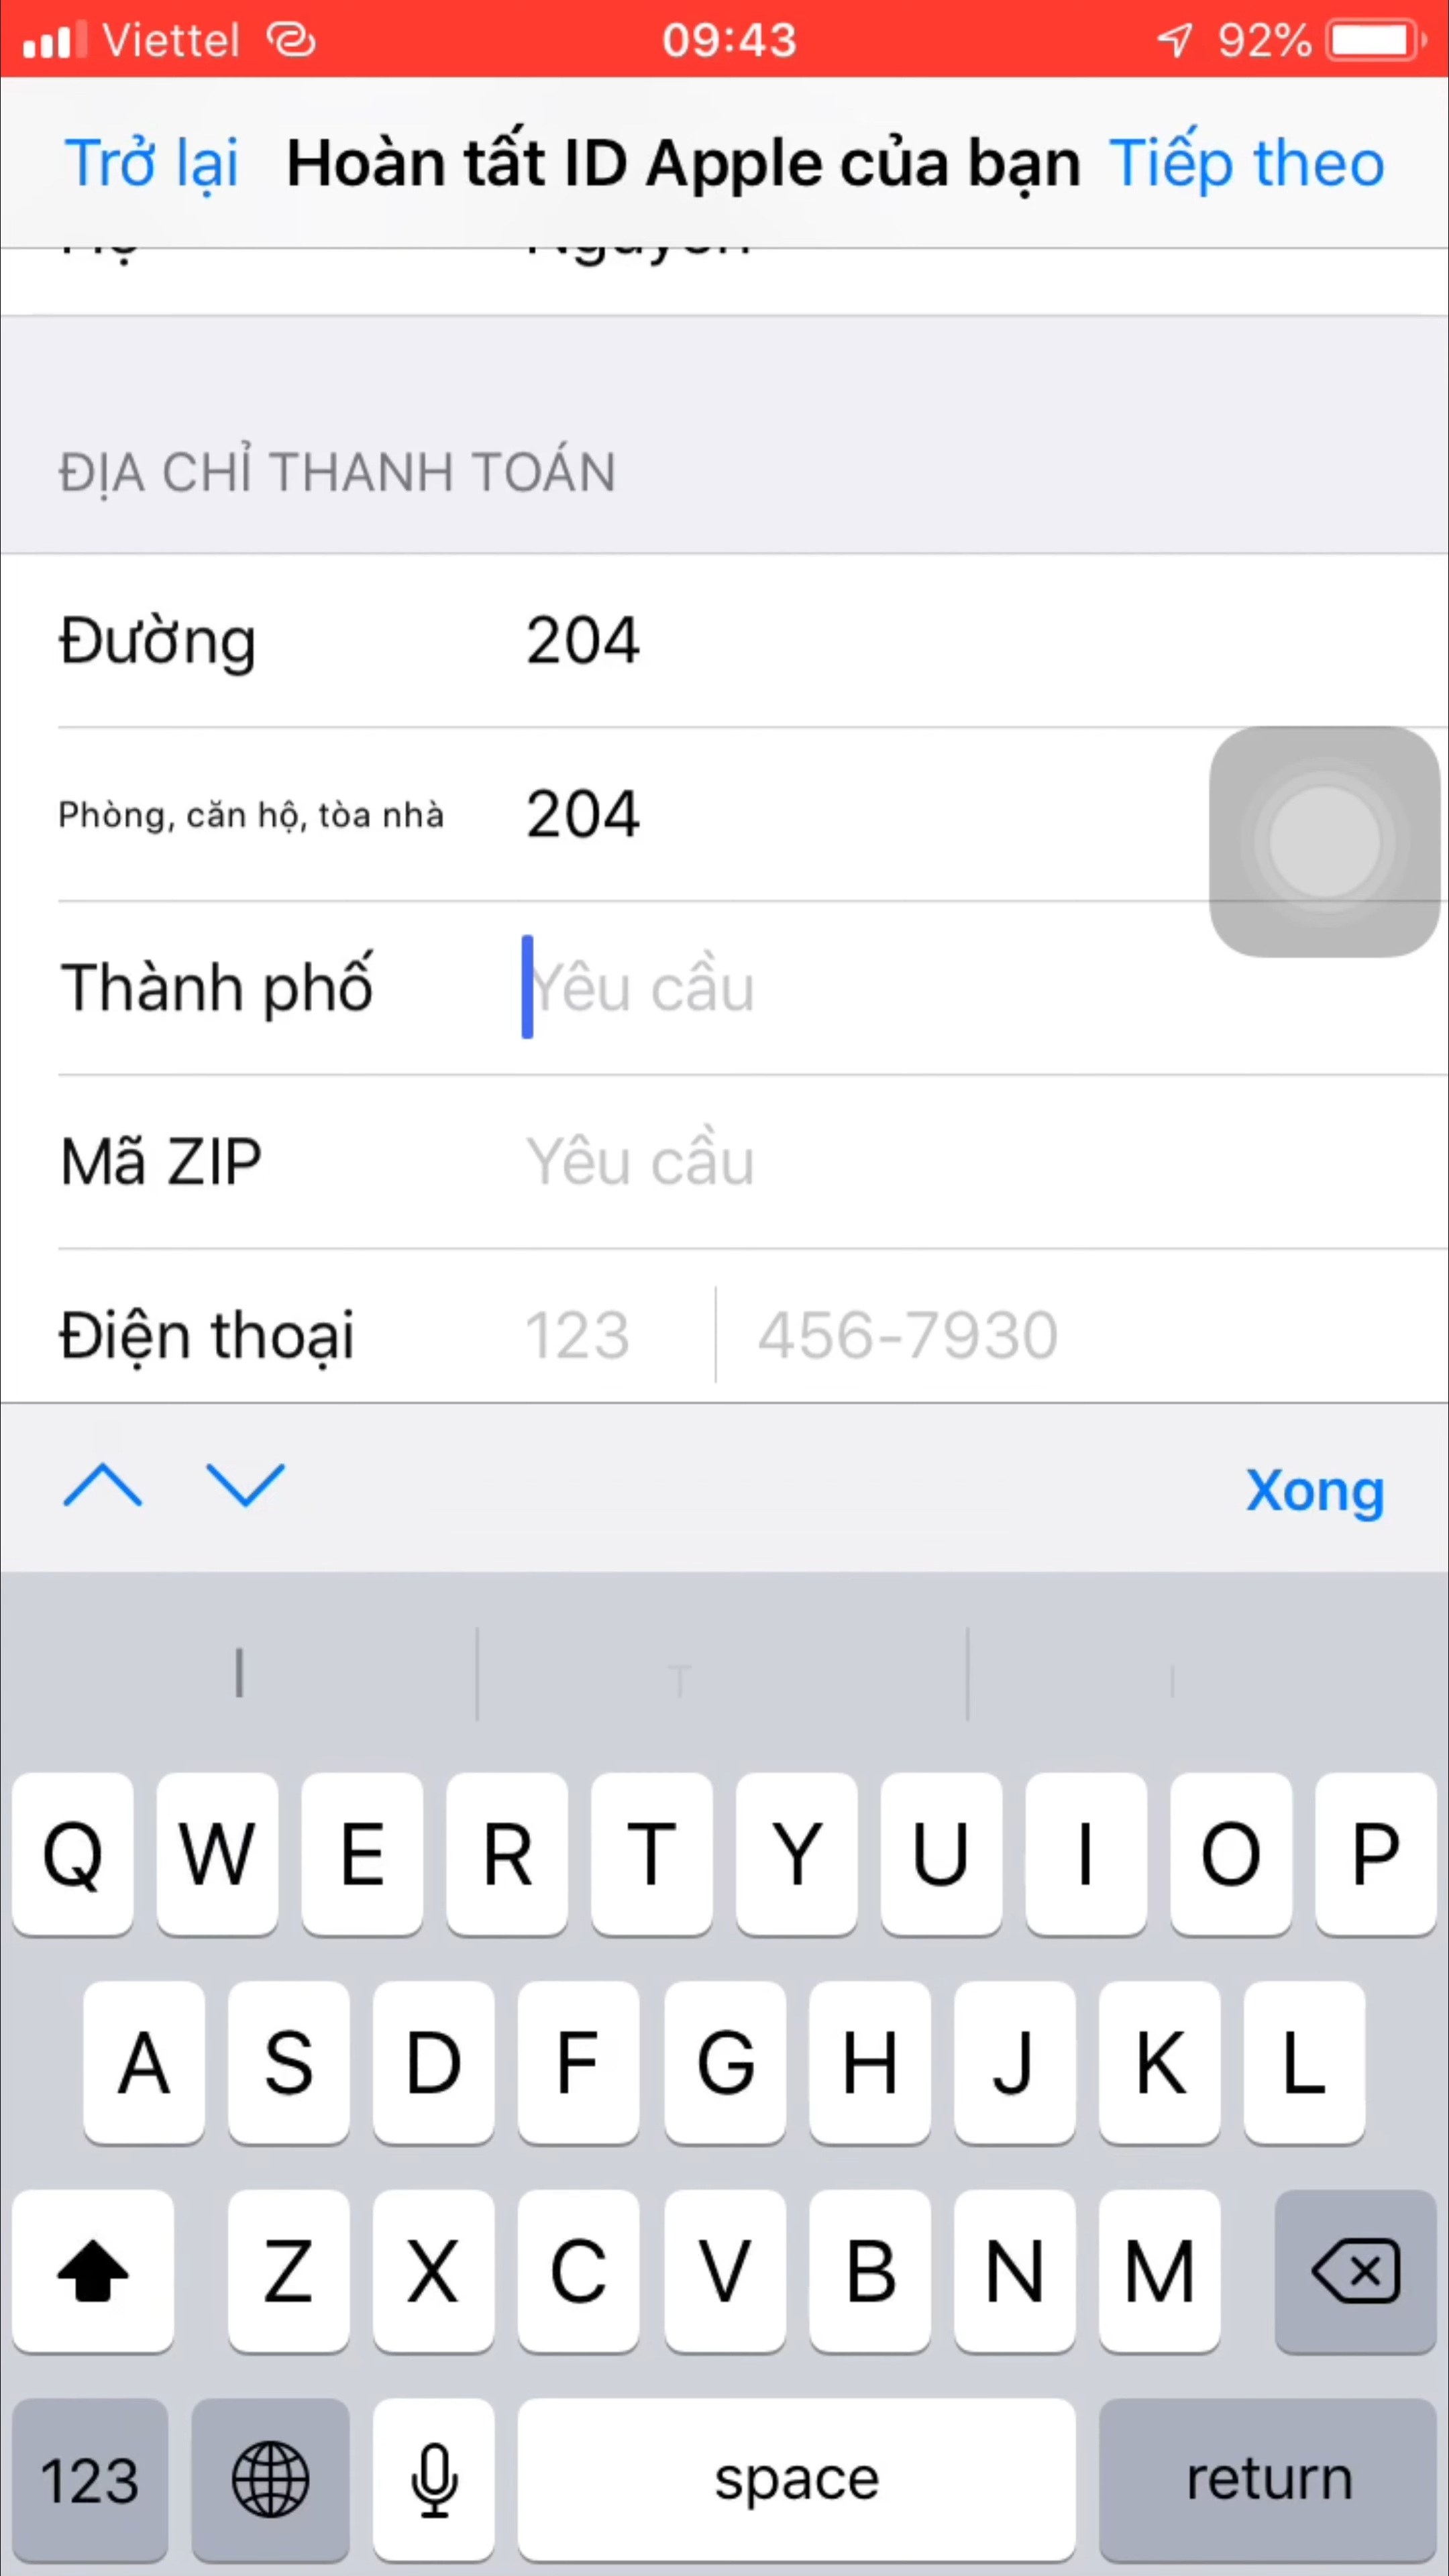 Viettel 09:43 92%
Trở lại Hoàn tất ID Apple của bạn Tiếp theo
ĐỊA CHỈ THANH TOÁN
Đường 204
Phòng, căn hộ, tòa nhà 204
Thành phố Yêu cầu
Mã ZIP Yêu cầu
Điện thoại 123 456-7930
Xong
I T I
Q W E R T Y U I O P
A S D F G H J K L
Z X C V B N M
123 space return